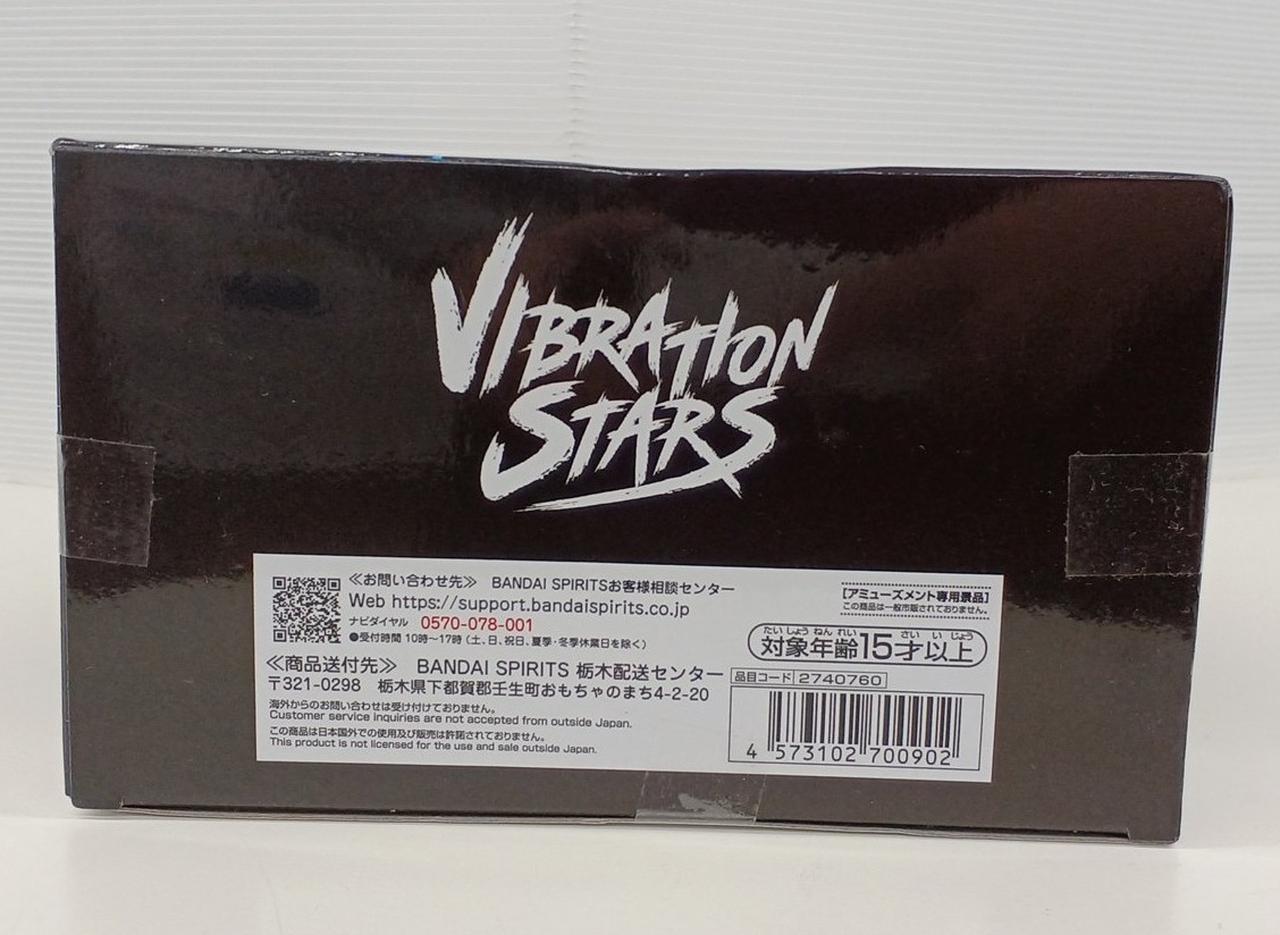 VIBRATION
STARS
≪お問い合わせ先≫ BANDAI SPIRITSお客様相談センター
Web https://support.bandaispirits.co.jp
ナビダイヤル 0570-078-001
●受付時間 10時~17時（土、日、祝日、夏季・冬季休業日を除く）
≪商品送付先≫ BANDAI SPIRITS 栃木配送センター
〒321-0298 栃木県下都賀郡壬生町おもちゃのまち4-2-20
海外からのお問い合わせは受け付けておりません。
Customer service inquiries are not accepted from outside Japan.
この商品は日本国外での使用及び販売は許諾されておりません。
This product is not licensed for the use and sale outside Japan.
[アミューズメント専用景品]
この商品は一般市販されておりません。
たいしょうねんれい さいいじょう
対象年齢15才以上
品目コード 2740760
4 573102 700902